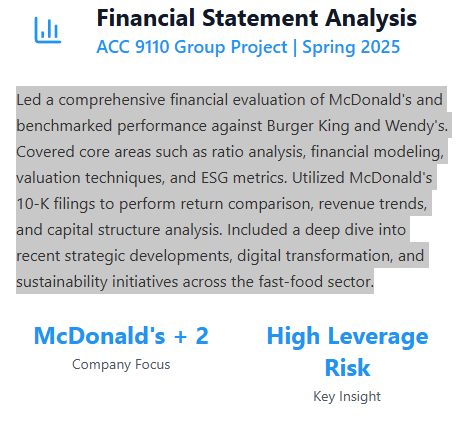 Financial Statement Analysis
ACC 9110 Group Project | Spring 2025
Led a comprehensive financial evaluation of McDonald's and
benchmarked performance against Burger King and Wendy's.
Covered core areas such as ratio analysis, financial modeling,
valuation techniques, and ESG metrics. Utilized McDonald's
10-K filings to perform return comparison, revenue trends,
and capital structure analysis. Included a deep dive into
recent strategic developments, digital transformation, and
sustainability initiatives across the fast-food sector.
McDonald's + 2
Company Focus
High Leverage
Risk
Key Insight